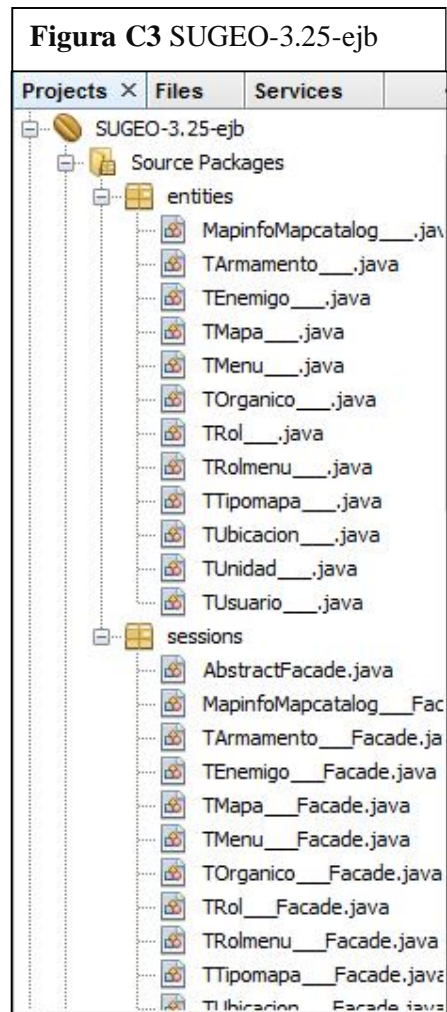 Figura C3 SUGEO-3.25-ejb
Projects × Files Services
SUGEO-3.25-ejb
Source Packages
entities
MapinfoMapcatalog___.jav
TArmamento___.java
TEnemigo___.java
TMapa___.java
TMenu___.java
TOrganico___.java
TRol___.java
TRolmenu___.java
TTipomapa___.java
TUbicacion___.java
TUnidad___.java
TUsuario___.java
sessions
AbstractFacade.java
MapinfoMapcatalog___Fac
TArmamento___Facade.ja
TEnemigo___Facade.java
TMapa___Facade.java
TMenu___Facade.java
TOrganico___Facade.java
TRol___Facade.java
TRolmenu___Facade.java
TTipomapa___Facade.java
TUbicacion___Facade.java